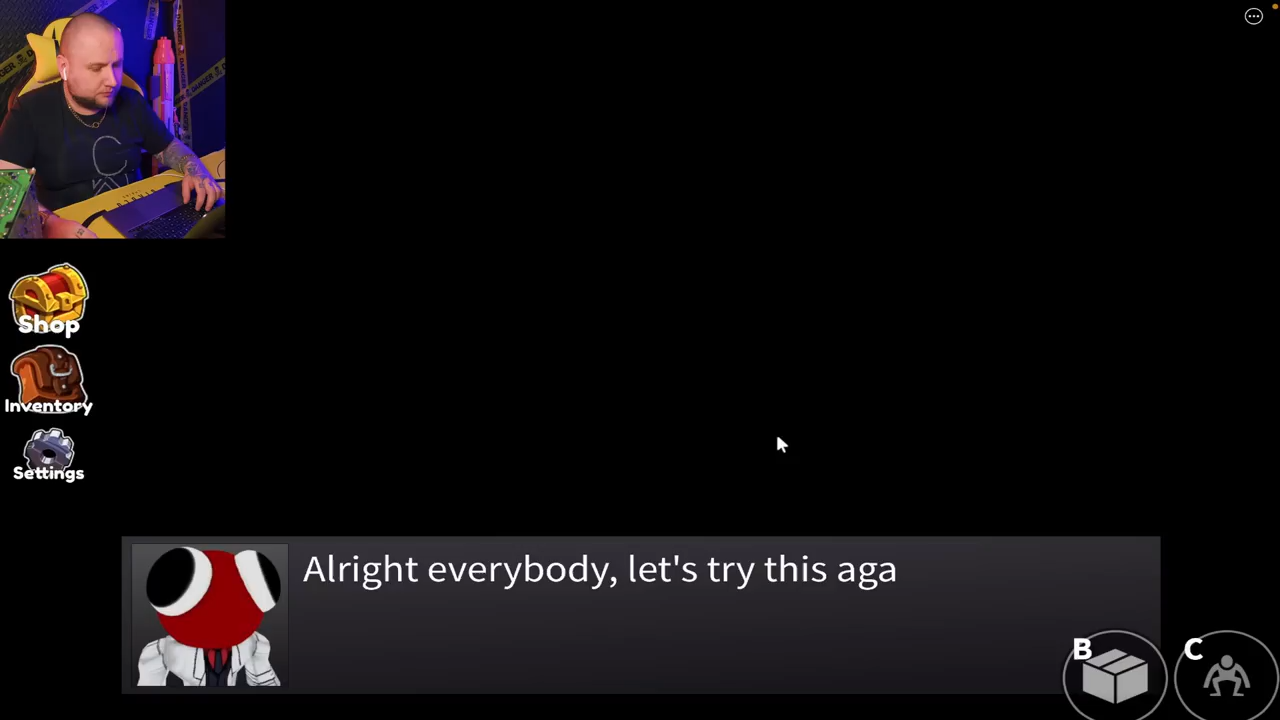 Shop
Inventory
Settings
Alright everybody, let's try this aga
B
C